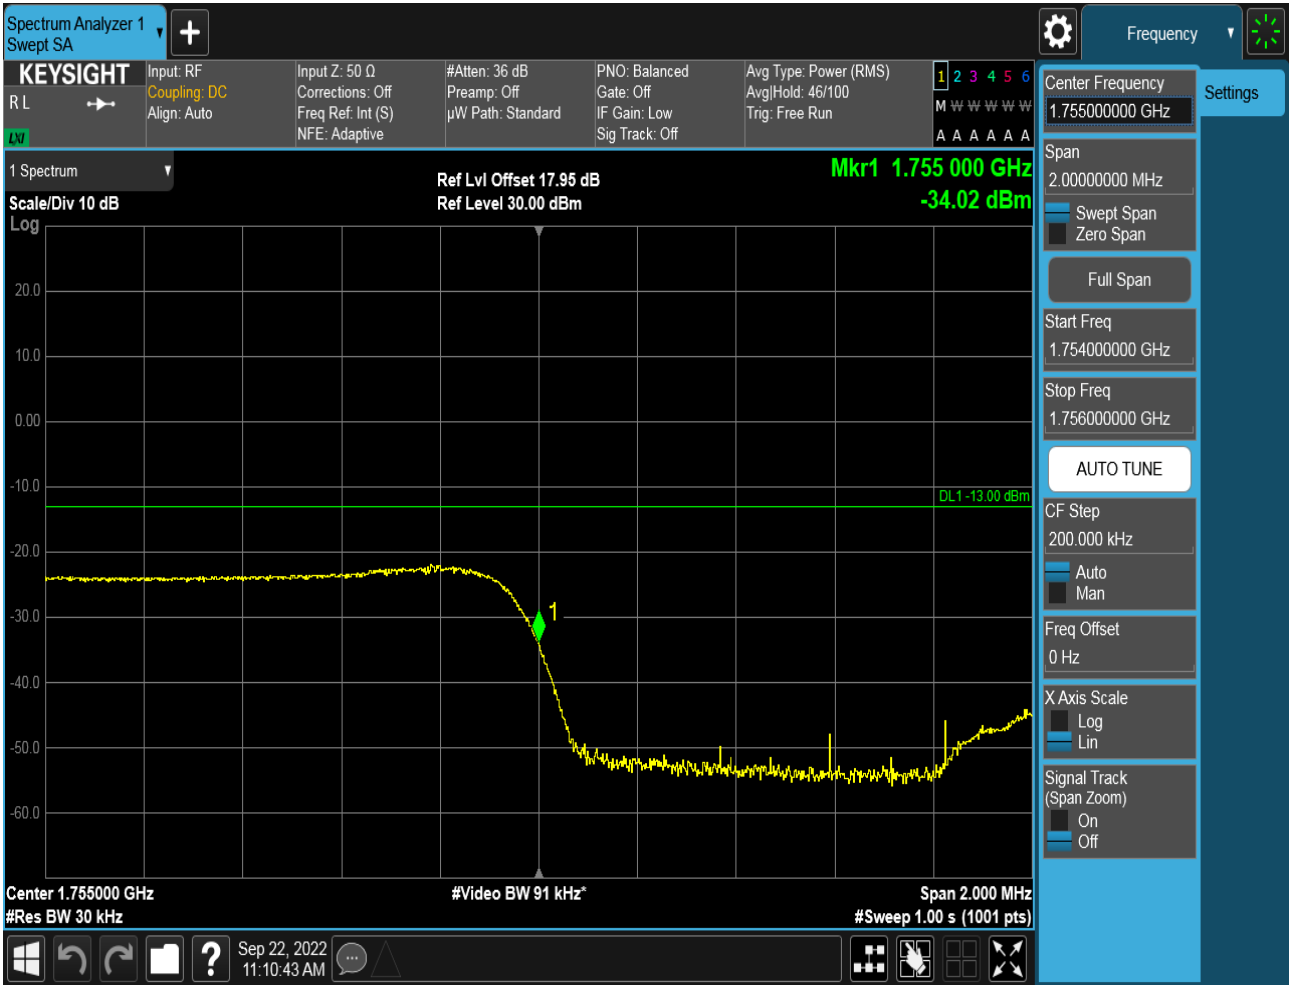 Spectrum Analyzer 1
Swept SA
Frequency
KEYSIGHT
R L
LXI
Input: RF
Coupling: DC
Align: Auto
Input Z: 50 Ω
Corrections: Off
Freq Ref: Int (S)
NFE: Adaptive
#Atten: 36 dB
Preamp: Off
µW Path: Standard
PNO: Balanced
Gate: Off
IF Gain: Low
Sig Track: Off
Avg Type: Power (RMS)
Avg|Hold: 46/100
Trig: Free Run
1 2 3 4 5 6
M W W W W W
A A A A A A
1 Spectrum
Scale/Div 10 dB
Log
Ref Lvl Offset 17.95 dB
Ref Level 30.00 dBm
Mkr1 1.755 000 GHz
-34.02 dBm
20.0
10.0
0.00
-10.0
-20.0
-30.0
-40.0
-50.0
-60.0
DL1 -13.00 dBm
1
Center 1.755000 GHz
#Res BW 30 kHz
#Video BW 91 kHz*
Span 2.000 MHz
#Sweep 1.00 s (1001 pts)
Center Frequency
1.755000000 GHz
Span
2.00000000 MHz
Swept Span
Zero Span
Full Span
Start Freq
1.754000000 GHz
Stop Freq
1.756000000 GHz
AUTO TUNE
CF Step
200.000 kHz
Auto
Man
Freq Offset
0 Hz
X Axis Scale
Log
Lin
Signal Track
(Span Zoom)
On
Off
Settings
?
Sep 22, 2022
11:10:43 AM